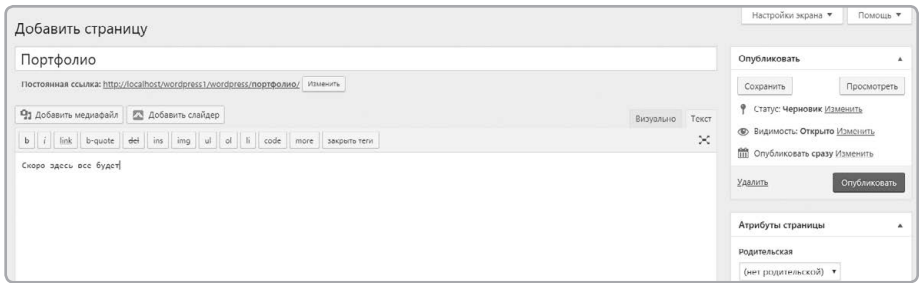 Настройки экрана ▼ Помощь ▼
Добавить страницу
Портфолио
Постоянная ссылка: http://localhost/wordpress1/wordpress/портфолио/ Изменить
Добавить медиафайл Добавить слайдер
Визуально Текст
b i link b-quote del ins img ul ol li code more закрыть теги
Скоро здесь все будет
Опубликовать
Сохранить Просмотреть
Статус: Черновик Изменить
Видимость: Открыто Изменить
Опубликовать сразу Изменить
Удалить Опубликовать
Атрибуты страницы
Родительская
(нет родительской) ▼